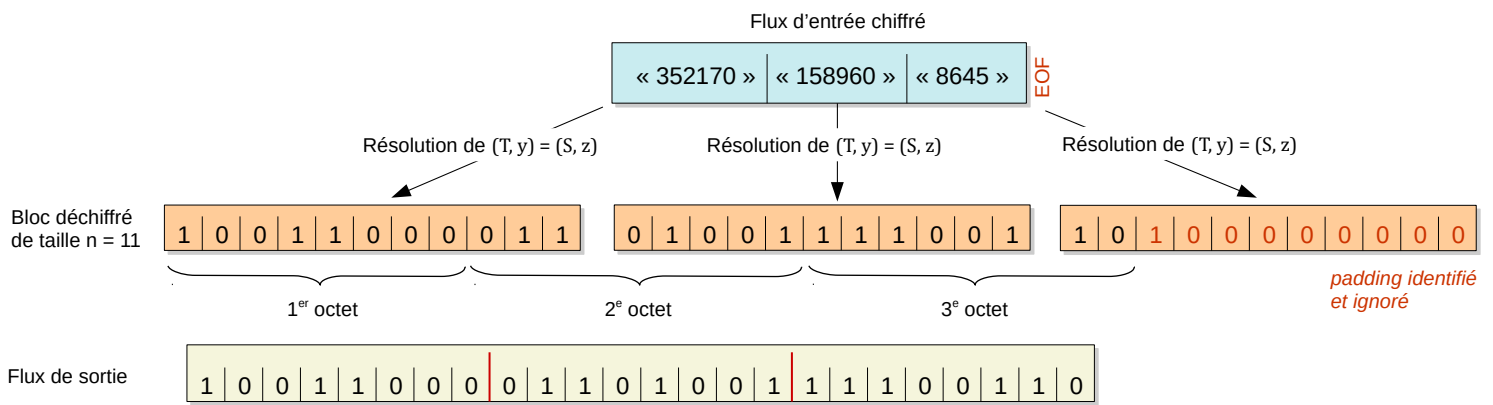 Flux d'entrée chiffré
« 352170 » « 158960 » « 8645 » EOF
Résolution de (T, y) = (S, z) Résolution de (T, y) = (S, z) Résolution de (T, y) = (S, z)
Bloc déchiffré
de taille n = 11
1 0 0 1 1 0 0 0 0 1 1 0 1 0 0 1 1 1 1 0 0 1 1 0 1 0 0 0 0 0 0 0 0
1er octet 2e octet 3e octet
padding identifié
et ignoré
Flux de sortie
1 0 0 1 1 0 0 0 0 1 1 0 1 0 0 1 1 1 1 0 0 1 1 0